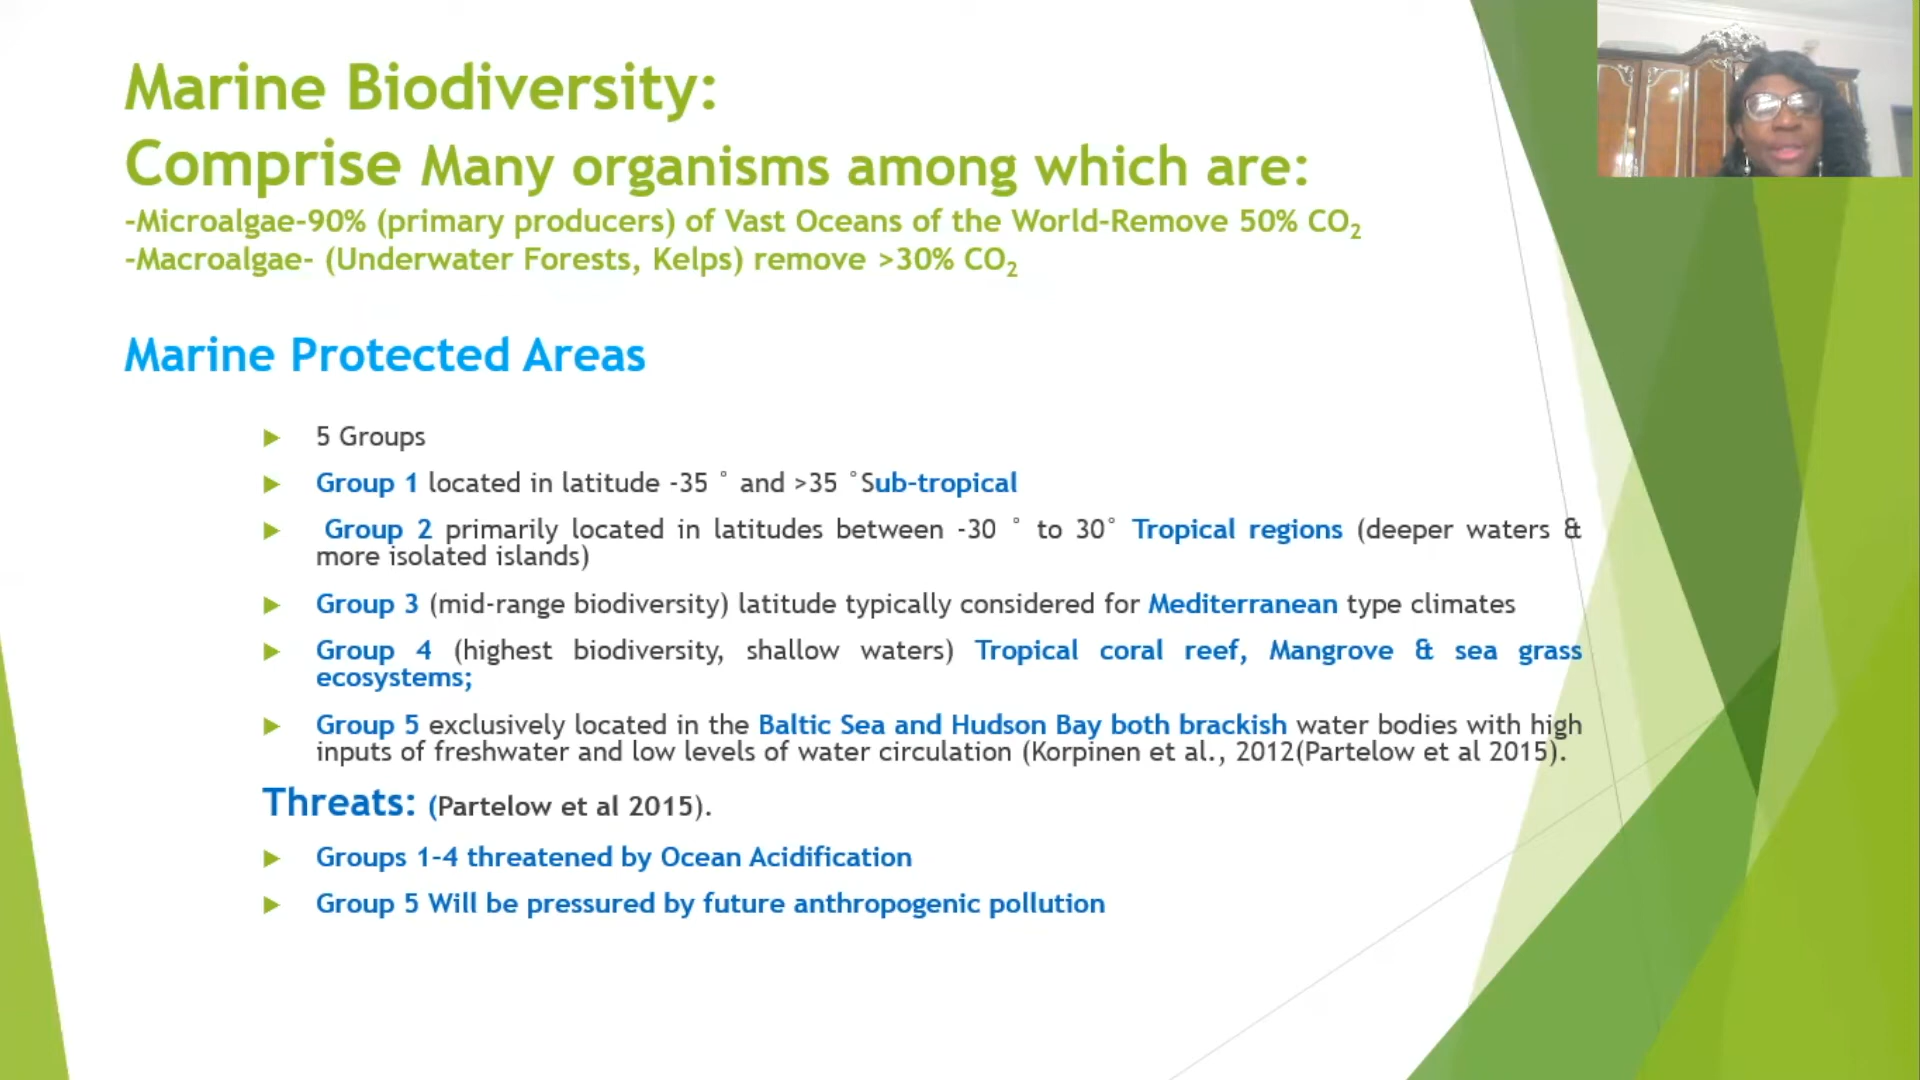 Marine Biodiversity:
Comprise Many organisms among which are:
-Microalgae-90% (primary producers) of Vast Oceans of the World-Remove 50% CO₂
-Macroalgae- (Underwater Forests, Kelps) remove >30% CO₂
Marine Protected Areas
5 Groups
Group 1 located in latitude -35 ° and >35 °Sub-tropical
Group 2 primarily located in latitudes between -30 ° to 30° Tropical regions (deeper waters &
more isolated islands)
Group 3 (mid-range biodiversity) latitude typically considered for Mediterranean type climates
Group 4 (highest biodiversity, shallow waters) Tropical coral reef, Mangrove & sea grass
ecosystems;
Group 5 exclusively located in the Baltic Sea and Hudson Bay both brackish water bodies with high
inputs of freshwater and low levels of water circulation (Korpinen et al., 2012(Partelow et al 2015).
Threats: (Partelow et al 2015).
Groups 1-4 threatened by Ocean Acidification
Group 5 Will be pressured by future anthropogenic pollution